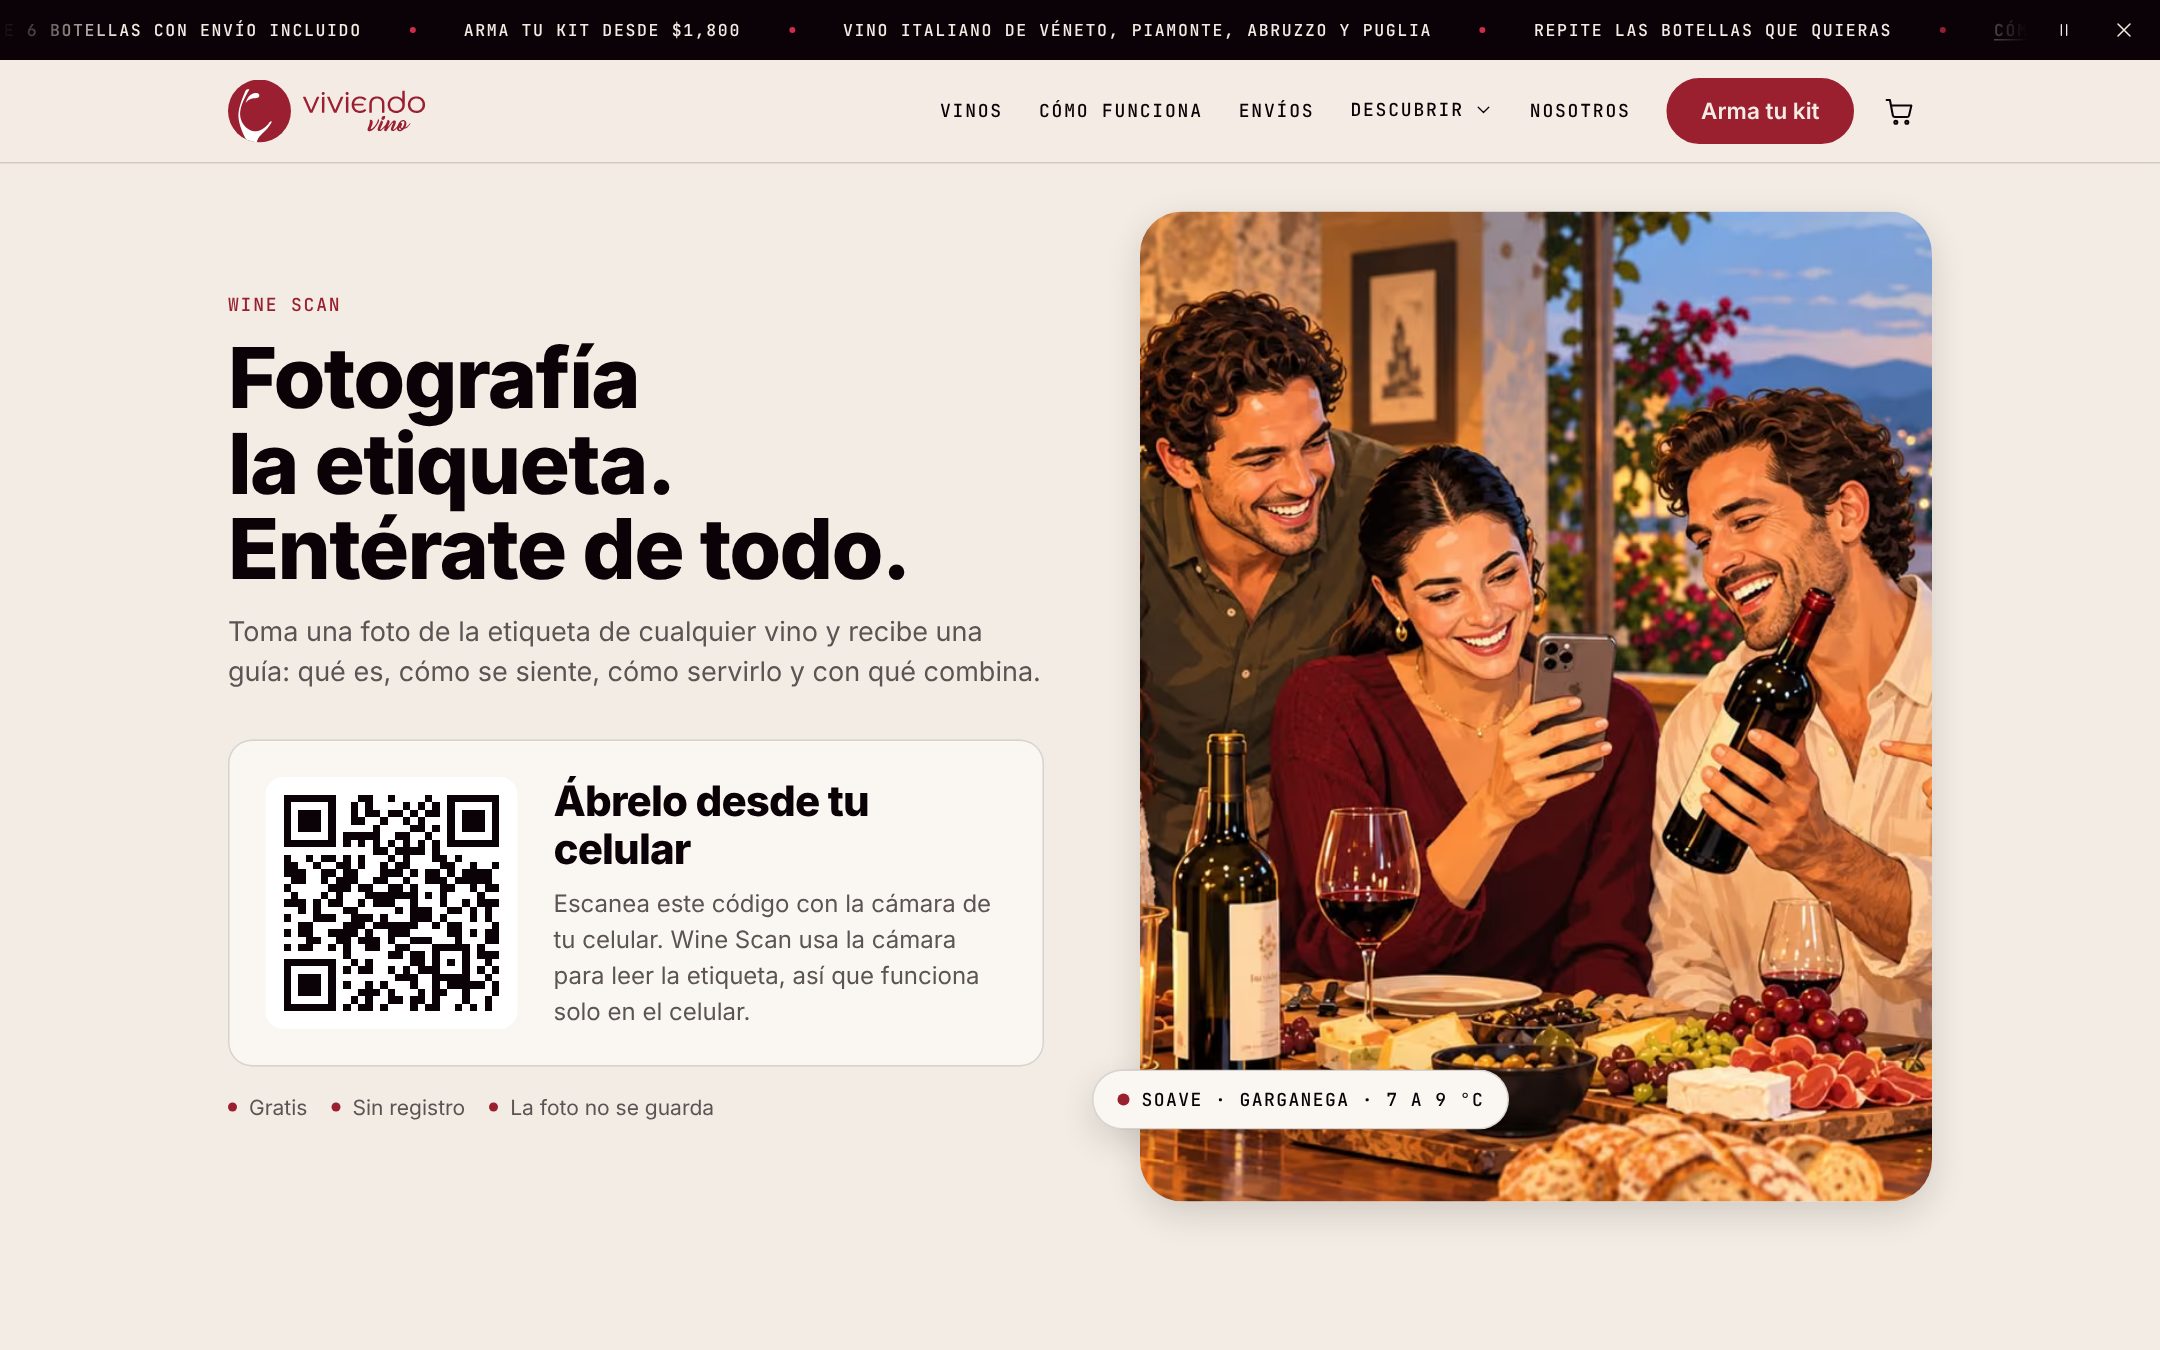 6 BOTELLAS CON ENVÍO INCLUIDO • ARMA TU KIT DESDE $1,800 • VINO ITALIANO DE VÉNETO, PIAMONTE, ABRUZZO Y PUGLIA • REPITE LAS BOTELLAS QUE QUIERAS •
viviendo
vino
VINOS CÓMO FUNCIONA ENVÍOS DESCUBRIR NOSOTROS Arma tu kit
WINE SCAN
Fotografía
la etiqueta.
Entérate de todo.
Toma una foto de la etiqueta de cualquier vino y recibe una
guía: qué es, cómo se siente, cómo servirlo y con qué combina.
Ábrelo desde tu
celular
Escanea este código con la cámara de
tu celular. Wine Scan usa la cámara
para leer la etiqueta, así que funciona
solo en el celular.
• Gratis • Sin registro • La foto no se guarda
SOAVE · GARGANEGA · 7 A 9 °C